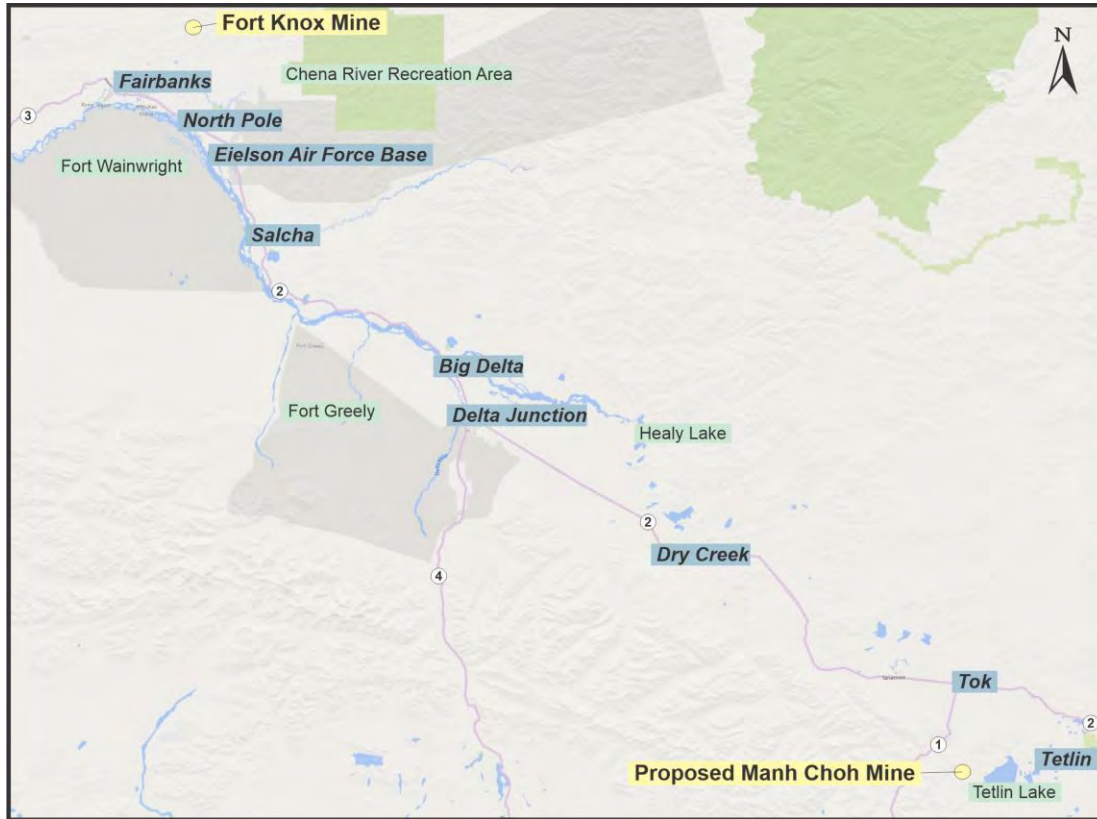 Fort Knox Mine
N
Chena River Recreation Area
Fairbanks
3
North Pole
Eielson Air Force Base
Fort Wainwright
Salcha
2
Fort Greely
Big Delta
Fort Greely
Delta Junction
Healy Lake
2
Dry Creek
4
Tok
2
1
Tetlin
Proposed Manh Choh Mine
Tetlin Lake